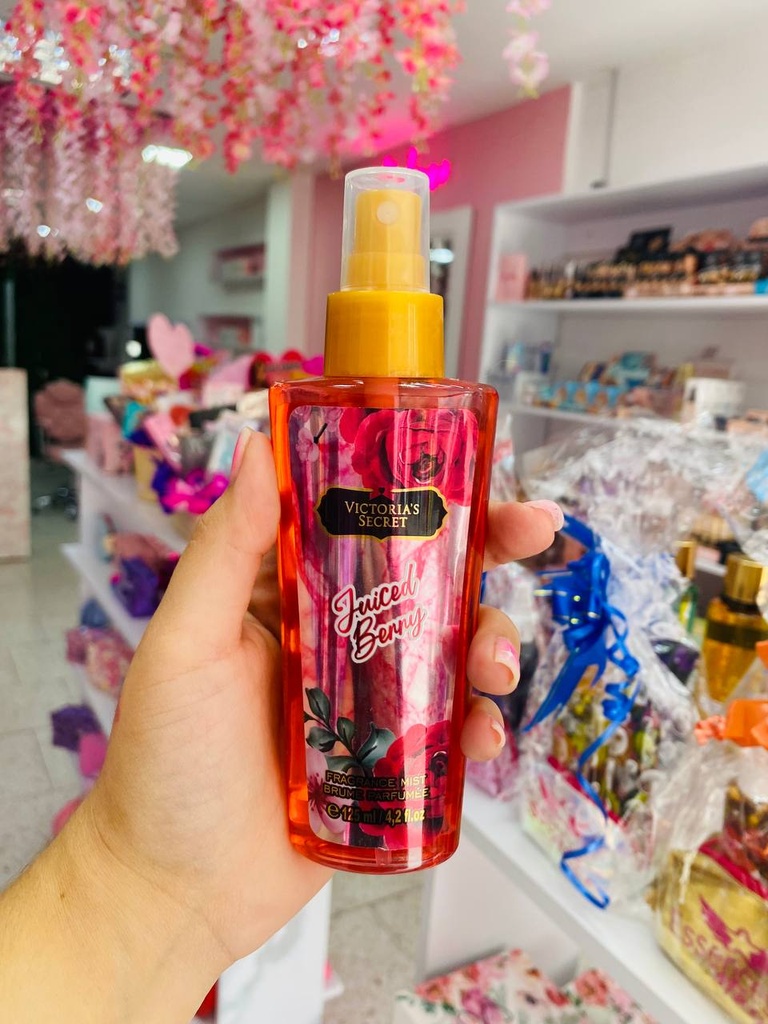 VICTORIA'S
SECRET
Juiced
Berry
FRAGRANCE MIST
BRUME PARFUMÉE
e 125 ml / 4,2 fl.oz